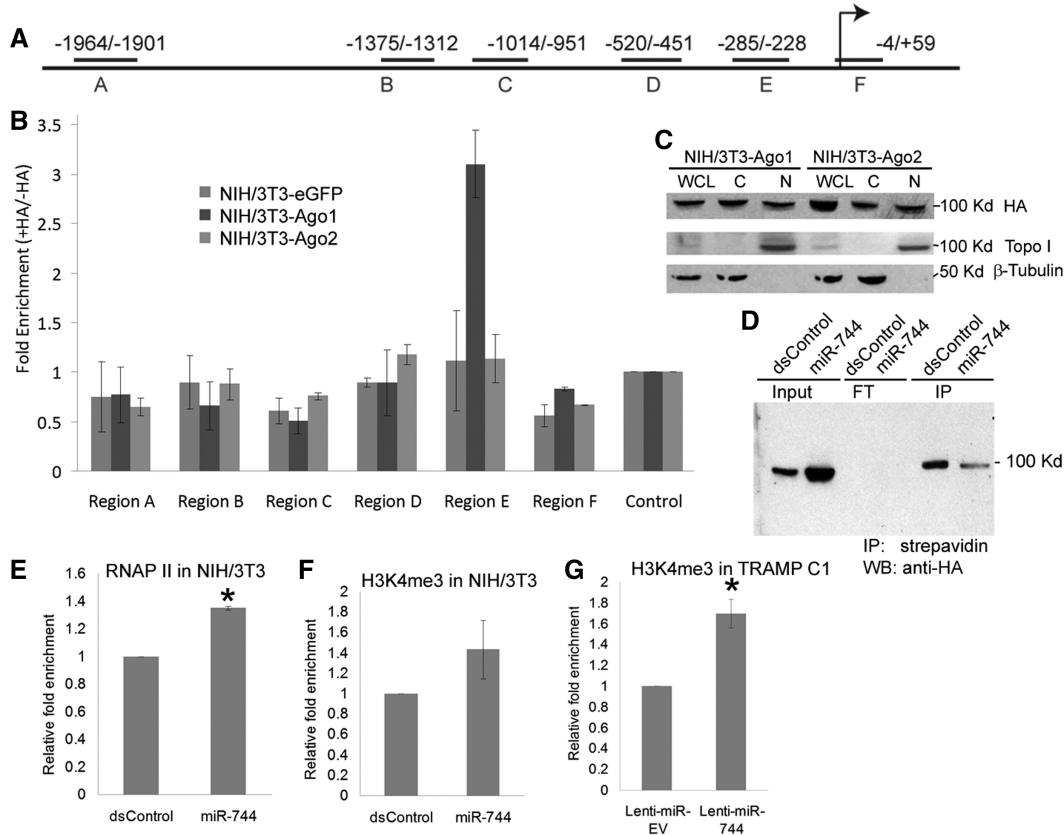 A
-1964/-1901
-1375/-1312
-1014/-951
-520/-451
-285/-228
-4/+59
A
B
C
D
E
F
B
Fold Enrichment (+HA/-HA)
3.5
3
2.5
2
1.5
1
0.5
0
NIH/3T3-eGFP
NIH/3T3-Ago1
NIH/3T3-Ago2
Region A
Region B
Region C
Region D
Region E
Region F
Control
C
NIH/3T3-Ago1
NIH/3T3-Ago2
WCL
C
N
WCL
C
N
-100 Kd HA
-100 Kd Topo I
-50 Kd β-Tubulin
D
dsControl
miR-744
dsControl
miR-744
dsControl
miR-744
Input
FT
IP
- 100 Kd
IP: strepavidin
WB: anti-HA
E
RNAP II in NIH/3T3
Relative fold enrichment
1.6
1.4
1.2
1
0.8
0.6
0.4
0.2
0
*
dsControl
miR-744
F
H3K4me3 in NIH/3T3
Relative fold enrichment
2
1.8
1.6
1.4
1.2
1
0.8
0.6
0.4
0.2
0
dsControl
miR-744
G
H3K4me3 in TRAMP C1
Relative fold enrichment
2
1.8
1.6
1.4
1.2
1
0.8
0.6
0.4
0.2
0
*
Lenti-miR-
EV
Lenti-miR-
744